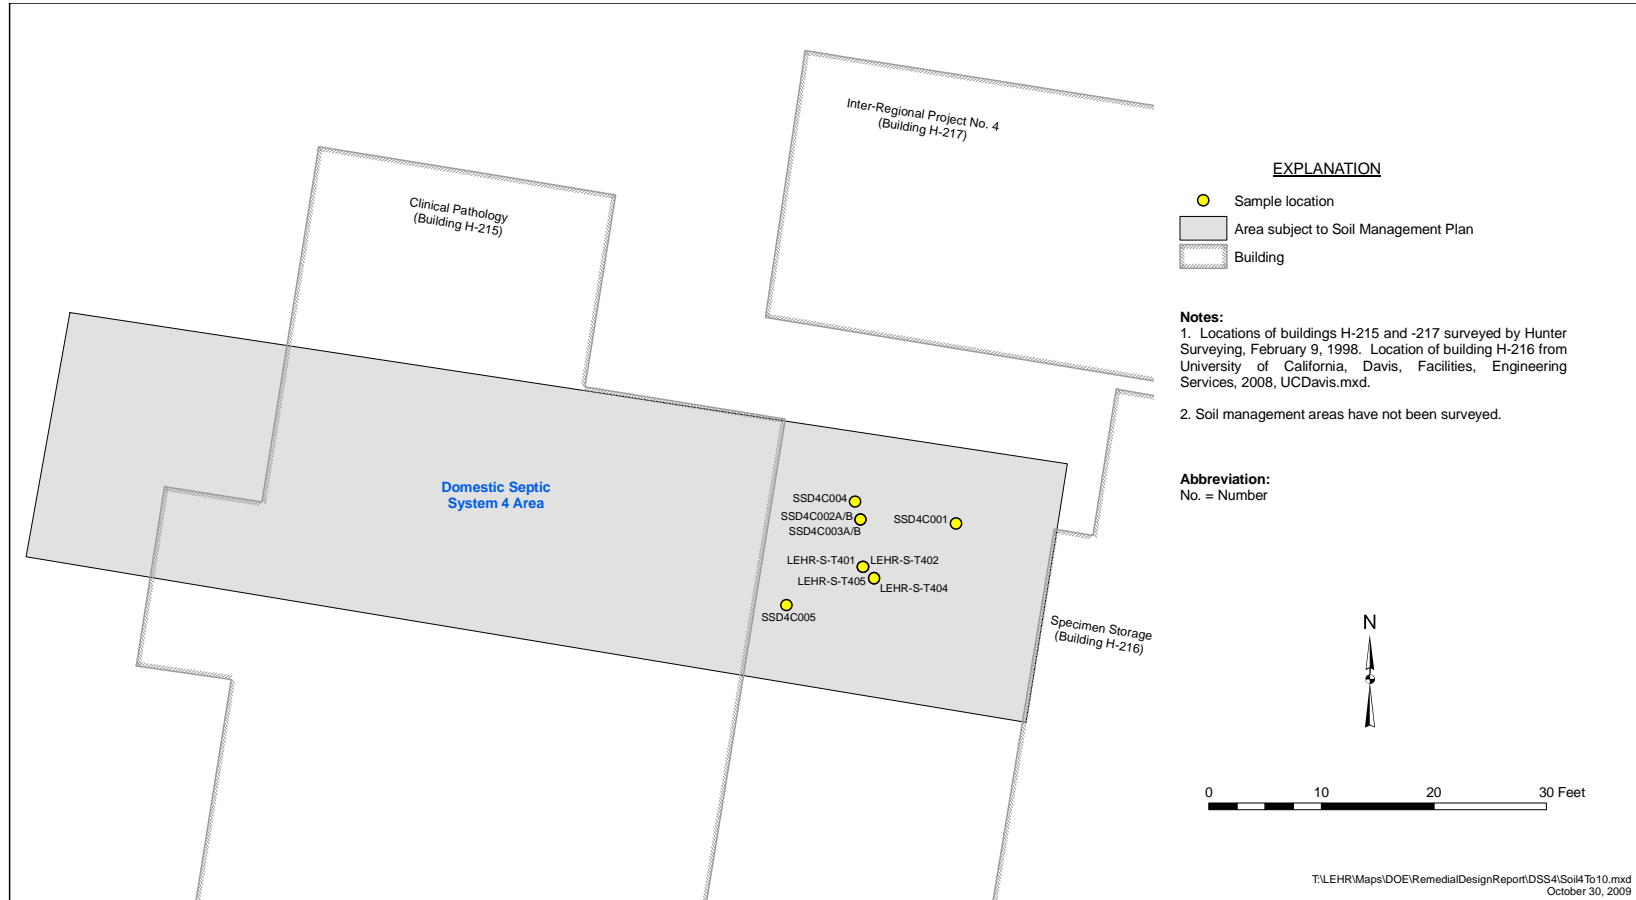 Inter-Regional Project No. 4
(Building H-217)
Clinical Pathology
(Building H-215)
Domestic Septic
System 4 Area
SSD4C004
SSD4C002A/B
SSD4C003A/B
SSD4C001
LEHR-S-T401
LEHR-S-T402
LEHR-S-T405
LEHR-S-T404
SSD4C005
Specimen Storage
(Building H-216)
EXPLANATION
Sample location
Area subject to Soil Management Plan
Building
Notes:
1. Locations of buildings H-215 and -217 surveyed by Hunter
Surveying, February 9, 1998. Location of building H-216 from
University of California, Davis, Facilities, Engineering
Services, 2008, UCDavis.mxd.
2. Soil management areas have not been surveyed.
Abbreviation:
No. = Number
N
0 10 20 30 Feet
T:\LEHR\Maps\DOE\RemedialDesignReport\DSS4\Soil4To10.mxd
October 30, 2009